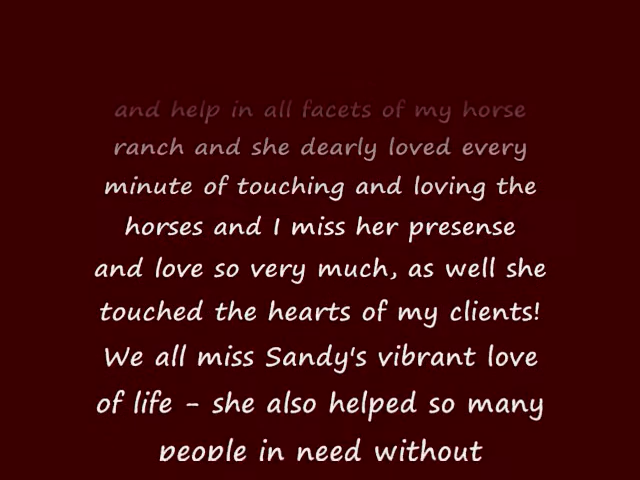 and help in all facets of my horse
ranch and she dearly loved every
minute of touching and loving the
horses and I miss her presense
and love so very much, as well she
touched the hearts of my clients!
We all miss Sandy's vibrant love
of life - she also helped so many
people in need without